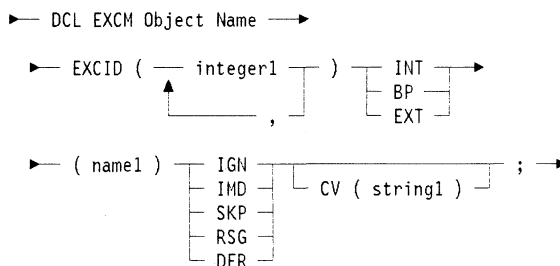 DCL EXCM Object Name
EXCID ( integer1 ) INT
BP
, EXT
( name1 ) IGN ;
IMD CV ( string1 )
SKP
RSG
DER